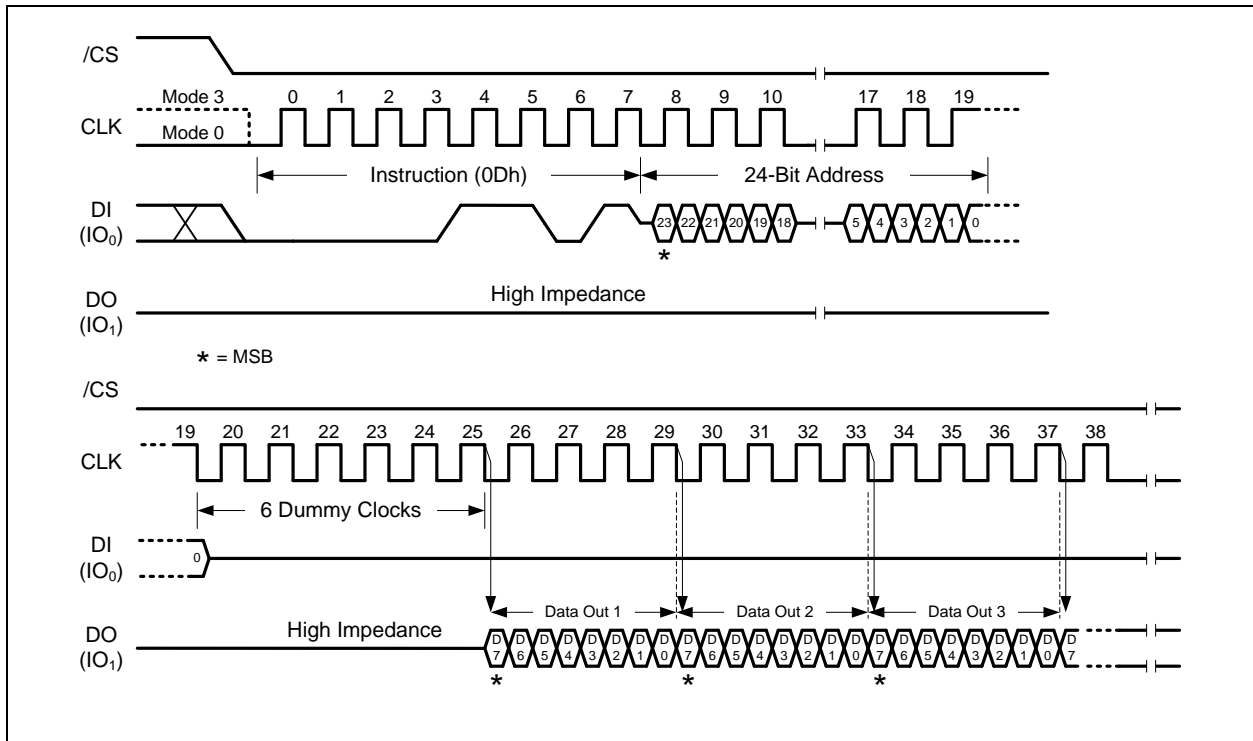 /CS
Mode 3 0 1 2 3 4 5 6 7 8 9 10 17 18 19
CLK
Mode 0
Instruction (0Dh) 24-Bit Address
DI
(IO₀) 23 22 21 20 19 18 5 4 3 2 1 0
*
High Impedance
DO
(IO₁)
* = MSB
/CS
19 20 21 22 23 24 25 26 27 28 29 30 31 32 33 34 35 36 37 38
CLK
6 Dummy Clocks
DI
(IO₀) 0
Data Out 1 Data Out 2 Data Out 3
High Impedance
DO
(IO₁) D7 D6 D5 D4 D3 D2 D1 D0 D7 D6 D5 D4 D3 D2 D1 D0 D7 D6 D5 D4 D3 D2 D1 D0 D7
* * *